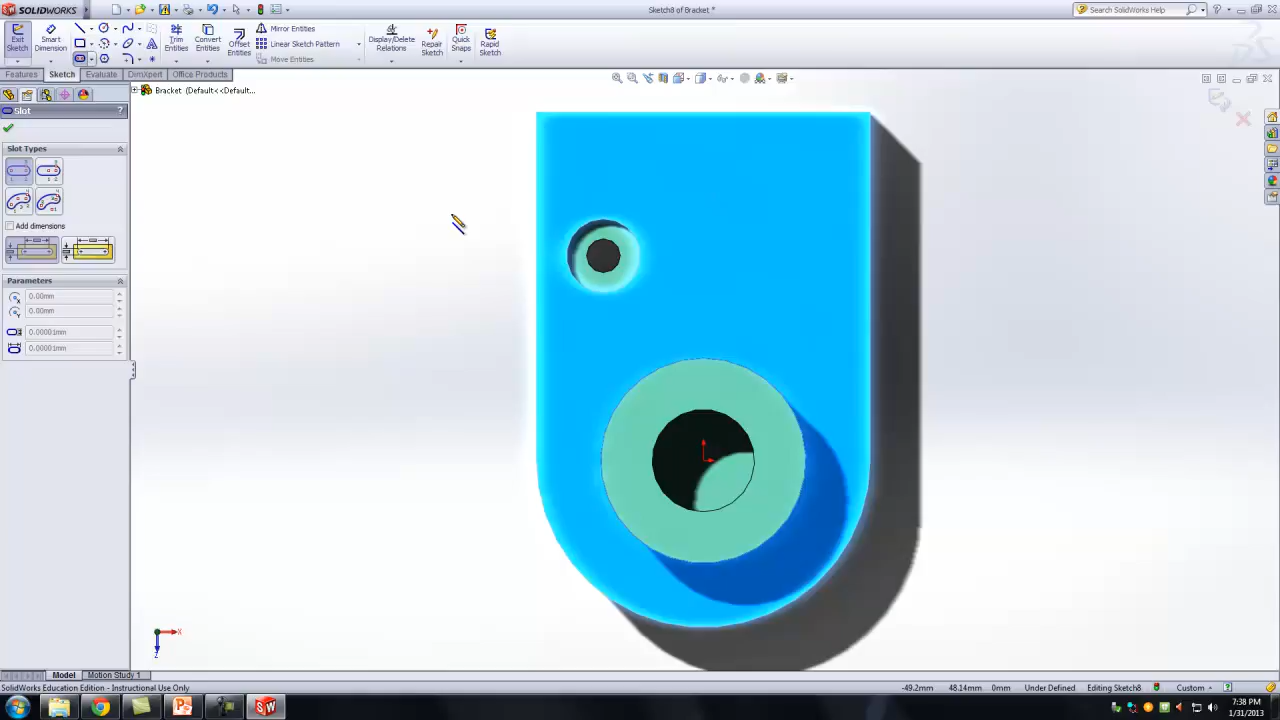 SOLIDWORKS
Sketch8 of Bracket *
Search SolidWorks Help
Exit Sketch
Smart Dimension
Trim Entities
Convert Entities
Offset Entities
Mirror Entities
Linear Sketch Pattern
Move Entities
Display/Delete Relations
Repair Sketch
Quick Snaps
Rapid Sketch
Features
Sketch
Evaluate
DimXpert
Office Products
Bracket (Default<<Default...
Slot
?
Slot Types
Add dimensions
Parameters
0.00mm
0.00mm
0.00001mm
0.00001mm
X
Z
Model
Motion Study 1
SolidWorks Education Edition - Instructional Use Only
-49.2mm
48.14mm
0mm
Under Defined
Editing Sketch8
Custom
7:38 PM
1/31/2013